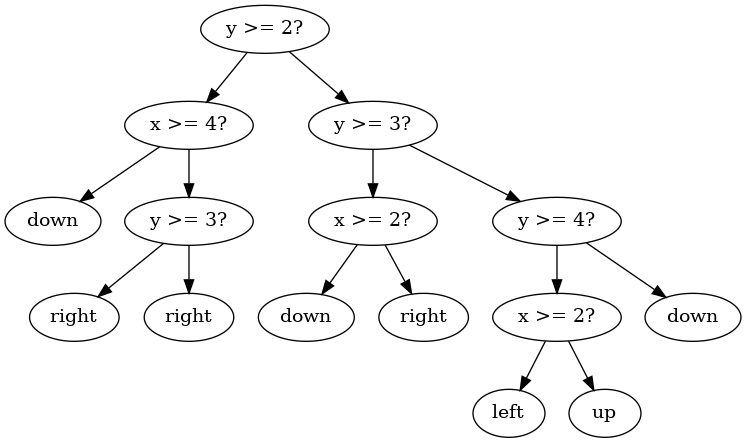 y >= 2?
x >= 4?
y >= 3?
down
y >= 3?
x >= 2?
y >= 4?
right
right
down
right
x >= 2?
down
left
up